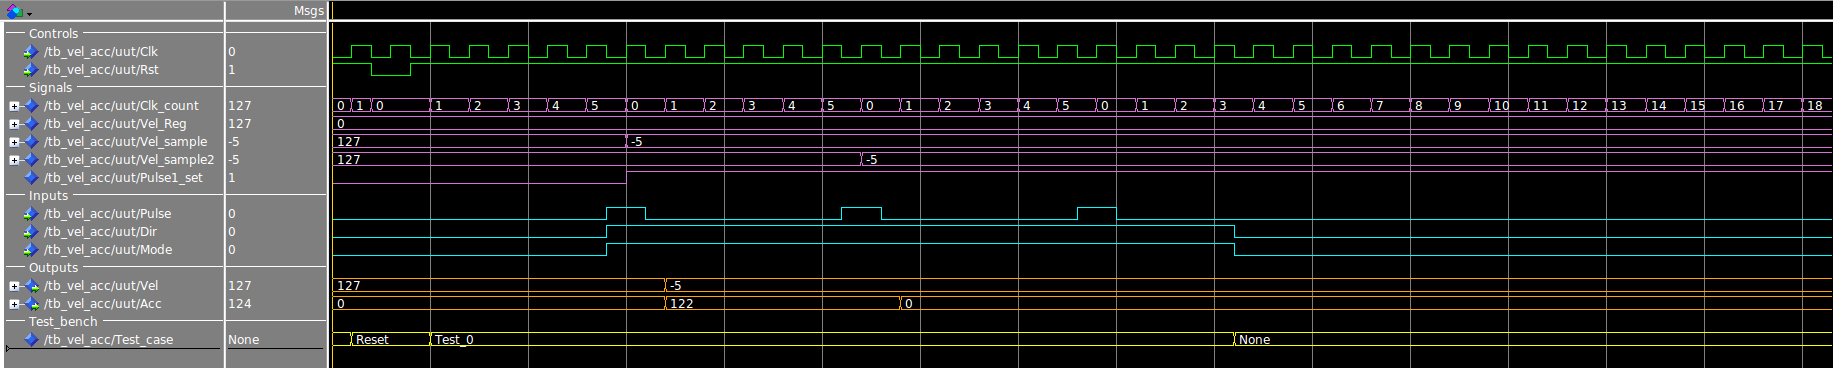 Msgs
Controls
/tb_vel_acc/uut/Clk 0
/tb_vel_acc/uut/Rst 1
Signals
/tb_vel_acc/uut/Clk_count 127 0 1 0 1 2 3 4 5 0 1 2 3 4 5 0 1 2 3 4 5 0 1 2 3 4 5 6 7 8 9 10 11 12 13 14 15 16 17 18
/tb_vel_acc/uut/Vel_Reg 127 0
/tb_vel_acc/uut/Vel_sample -5 127 -5
/tb_vel_acc/uut/Vel_sample2 -5 127 -5
/tb_vel_acc/uut/Pulse1_set 1
Inputs
/tb_vel_acc/uut/Pulse 0
/tb_vel_acc/uut/Dir 0
/tb_vel_acc/uut/Mode 0
Outputs
/tb_vel_acc/uut/Vel 127 127 -5
/tb_vel_acc/uut/Acc 124 0 122 0
Test_bench
/tb_vel_acc/Test_case None Reset Test_0 None